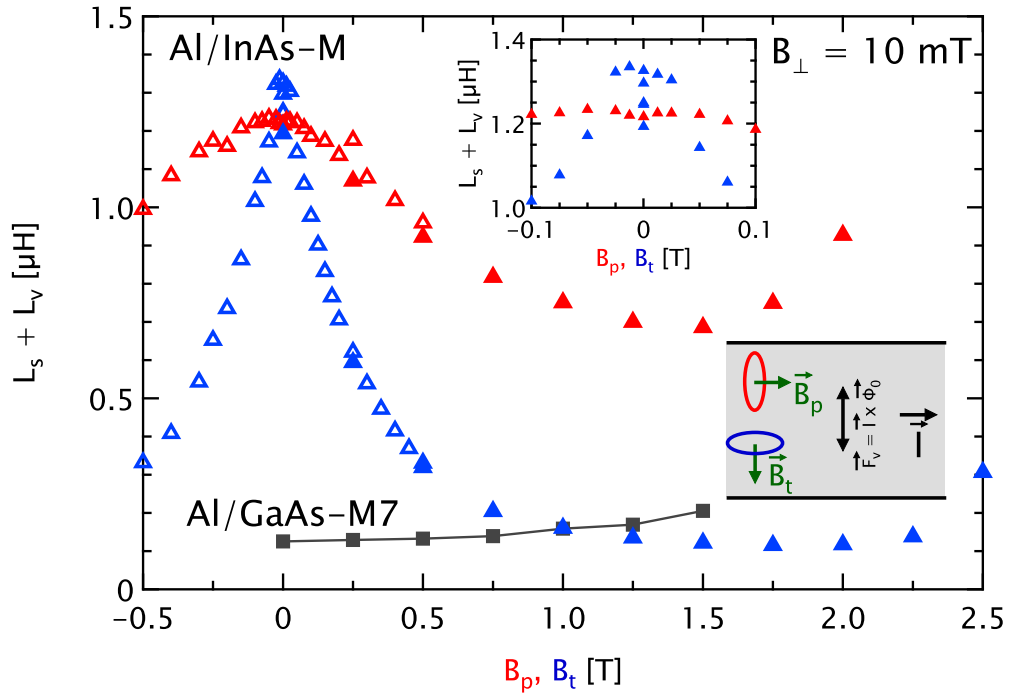 1.5
Al/InAs–M
1.4
B⊥ = 10 mT
Ls + Lv [µH]
1.2
1.0
–0.1
0
0.1
Bp, Bt [T]
1.0
Ls + Lv [µH]
0.5
Bp
Bt
Fv = I x Φ0
I
Al/GaAs–M7
0
–0.5
0
0.5
1.0
1.5
2.0
2.5
Bp, Bt [T]